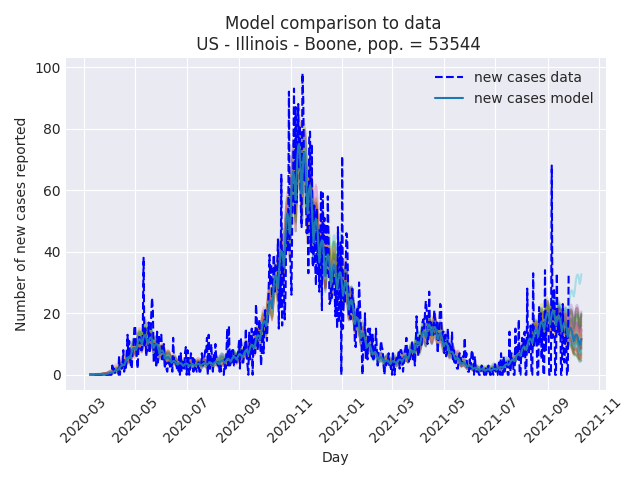 Model comparison to data
US - Illinois - Boone, pop. = 53544
new cases data
new cases model
Number of new cases reported
100
80
60
40
20
0
2020-03
2020-05
2020-07
2020-09
2020-11
2021-01
2021-03
2021-05
2021-07
2021-09
2021-11
Day